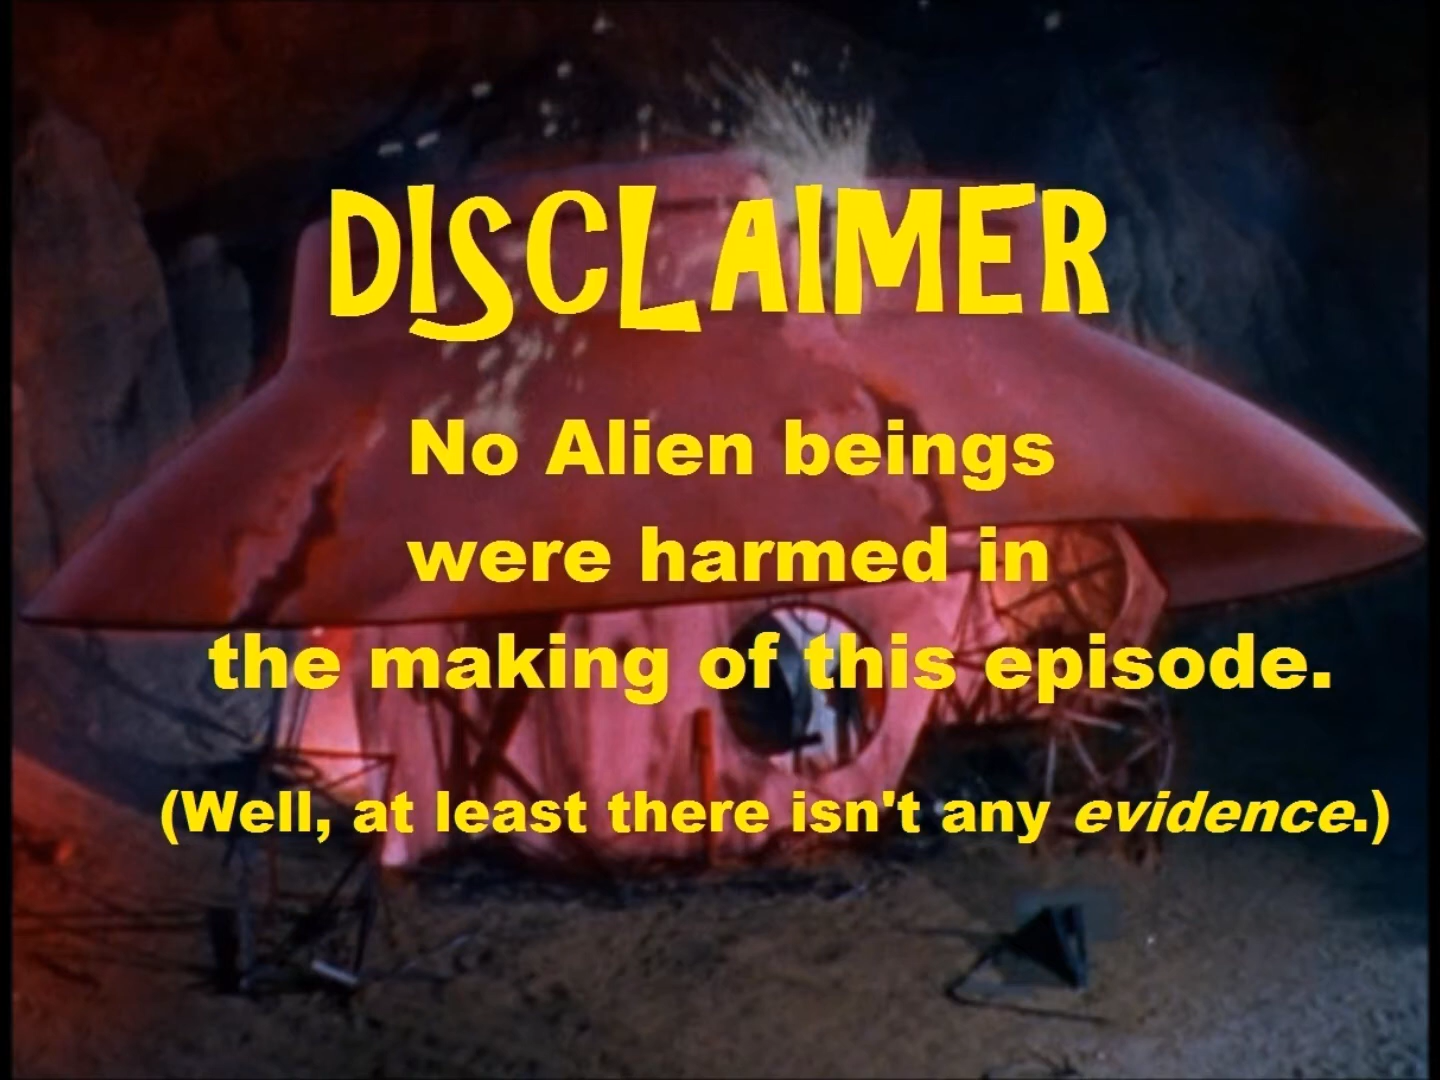 DISCLAIMER
No Alien beings
were harmed in
the making of this episode.
(Well, at least there isn't any evidence.)